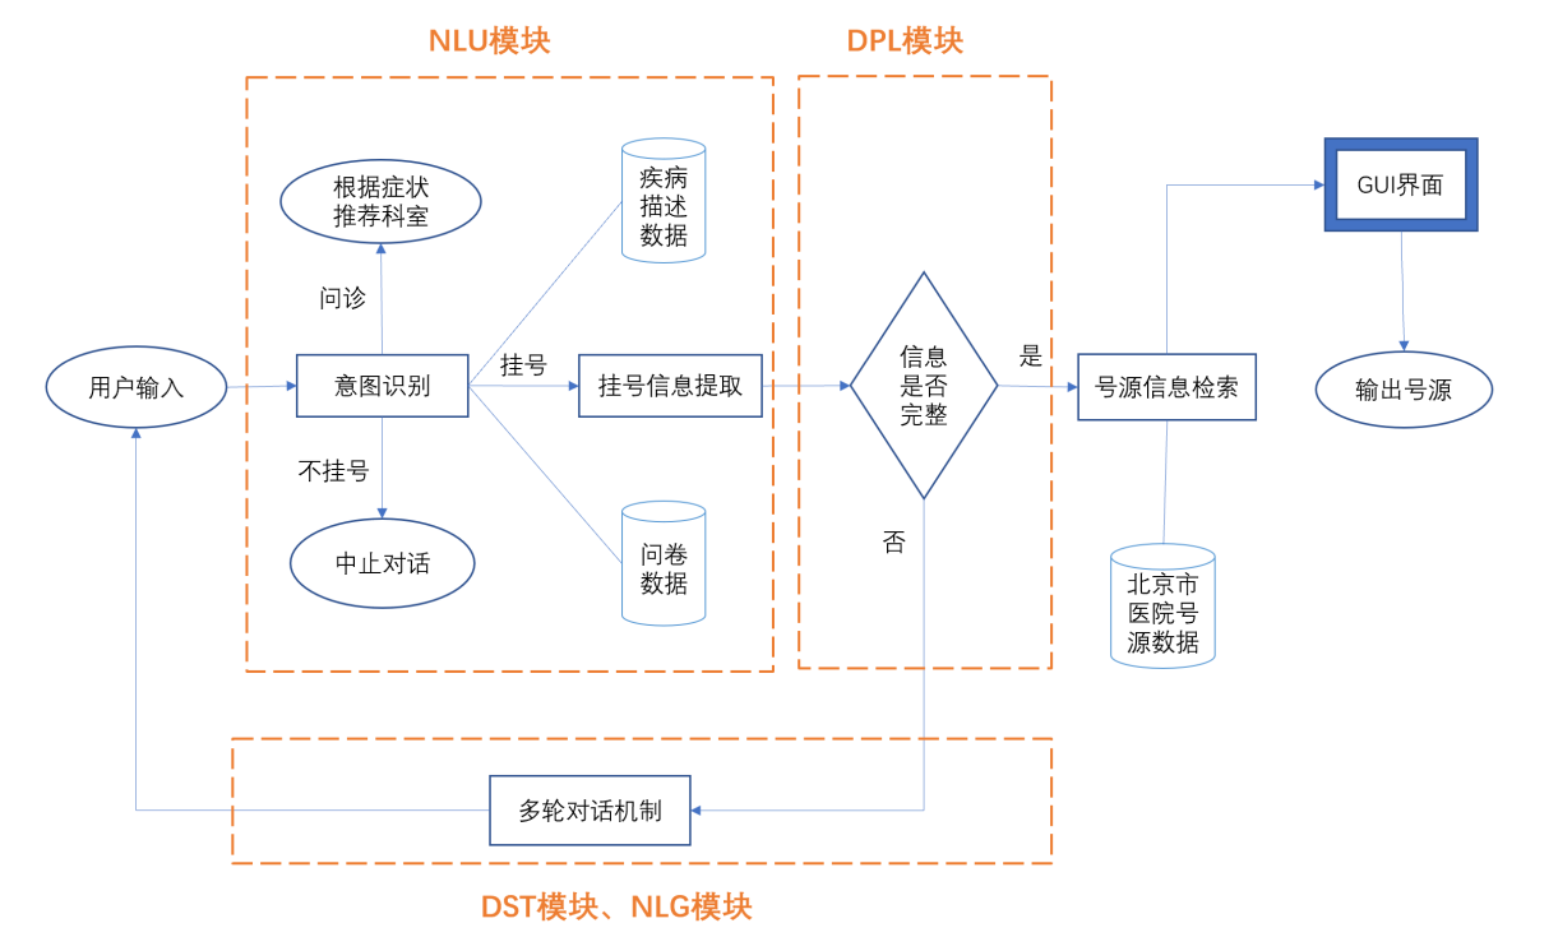 NLU模块
DPL模块
根据症状
推荐科室
疾病
描述
数据
GUI界面
问诊
用户输入
意图识别
挂号
挂号信息提取
信息
是否
完整
是
号源信息检索
输出号源
不挂号
中止对话
问卷
数据
否
北京市
医院号
源数据
多轮对话机制
DST模块、NLG模块